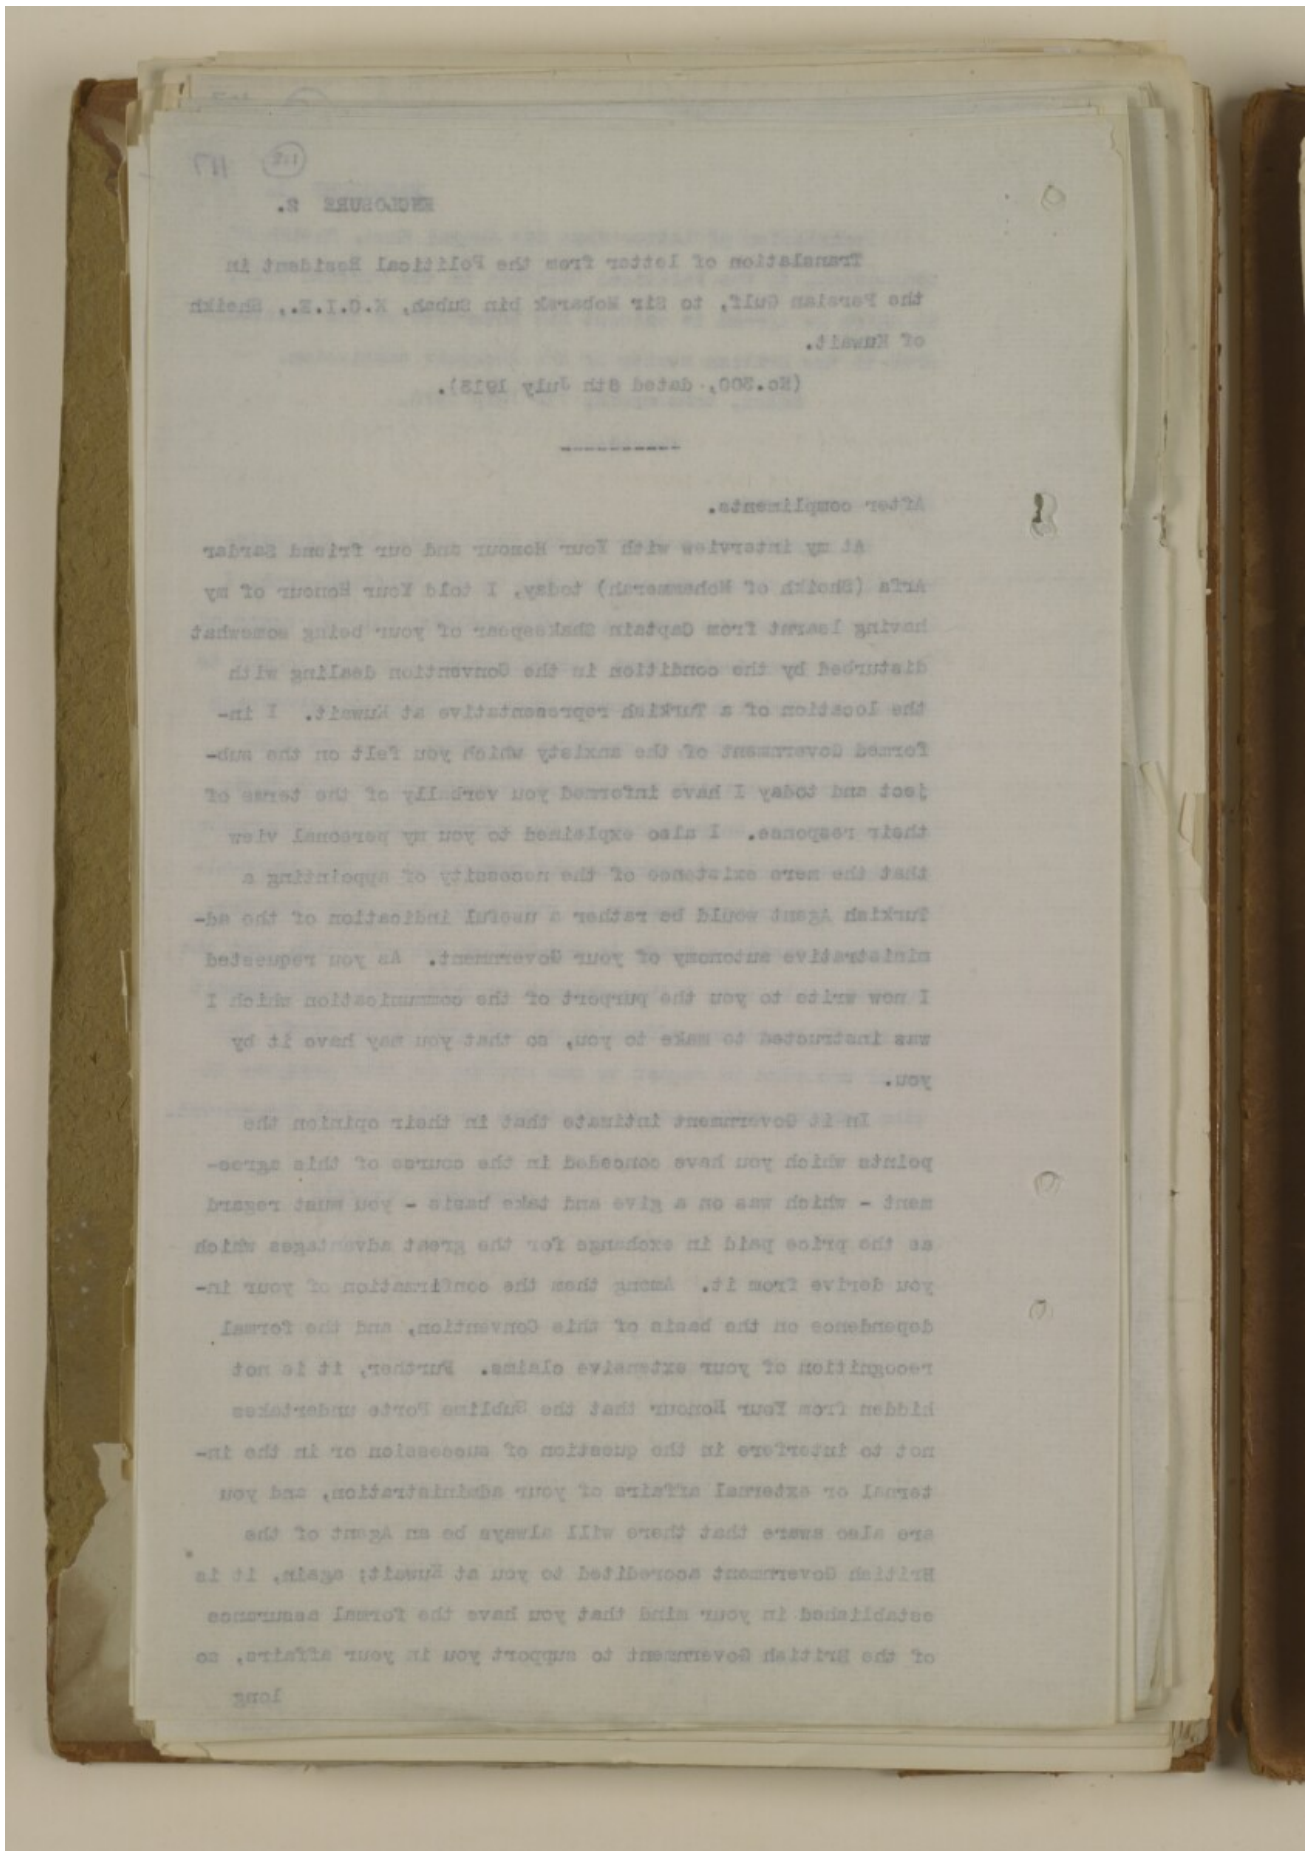 117
ENCLOSURE 2.
Translation of letter from the Political Resident in
the Persian Gulf, to Sir Mobarek bin Subah, K.C.I.E., Sheikh
of Kuwait.
(No.300, dated 6th July 1913).
----------
After compliments.
At my interview with Your Honour and our friend Sardar
Arfa (Sheikh of Mohammerah) today, I told Your Honour of my
having learnt from Captain Shakespear of your being somewhat
disturbed by the condition in the Convention dealing with
the location of a Turkish representative at Kuwait. I in-
formed Government of the anxiety which you felt on the sub-
ject and today I have informed you verbally of the terms of
their response. I also explained to you my personal view
that the mere existence of the necessity of appointing a
Turkish Agent would be rather a useful indication of the ad-
ministrative autonomy of your Government. As you requested
I now write to you the purport of the communication which I
was instructed to make to you, so that you may have it by
you.
In it Government intimate that in their opinion the
points which you have conceded in the course of this agree-
ment - which was on a give and take basis - you must regard
as the price paid in exchange for the great advantages which
you derive from it. Among them the confirmation of your in-
dependence on the basis of this Convention, and the formal
recognition of your extensive claims. Further, it is not
hidden from Your Honour that the Sublime Porte undertakes
not to interfere in the question of succession or in the in-
ternal or external affairs of your administration, and you
are also aware that there will always be an Agent of the
British Government accredited to you at Kuwait; again, it is
established in your mind that you have the formal assurance
of the British Government to support you in your affairs, so
long